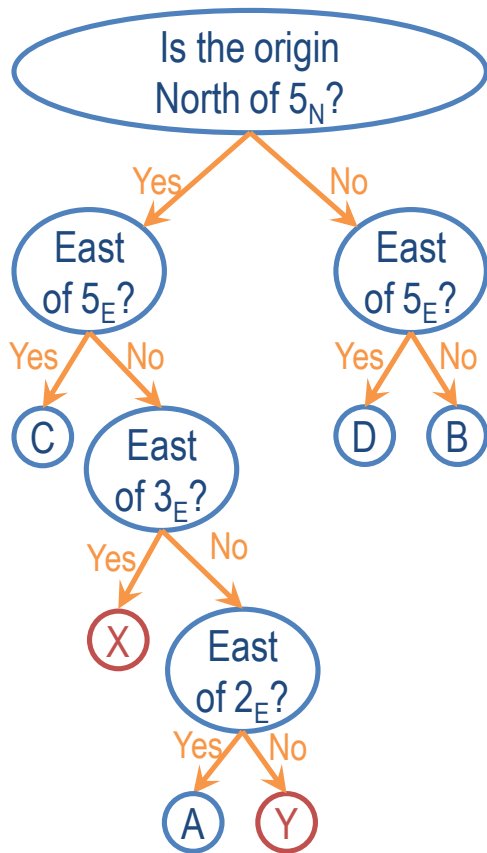 Is the origin
North of 5N?
Yes
No
East
of 5E?
East
of 5E?
Yes
No
Yes
No
C
D
B
East
of 3E?
Yes
No
X
East
of 2E?
Yes
No
A
Y